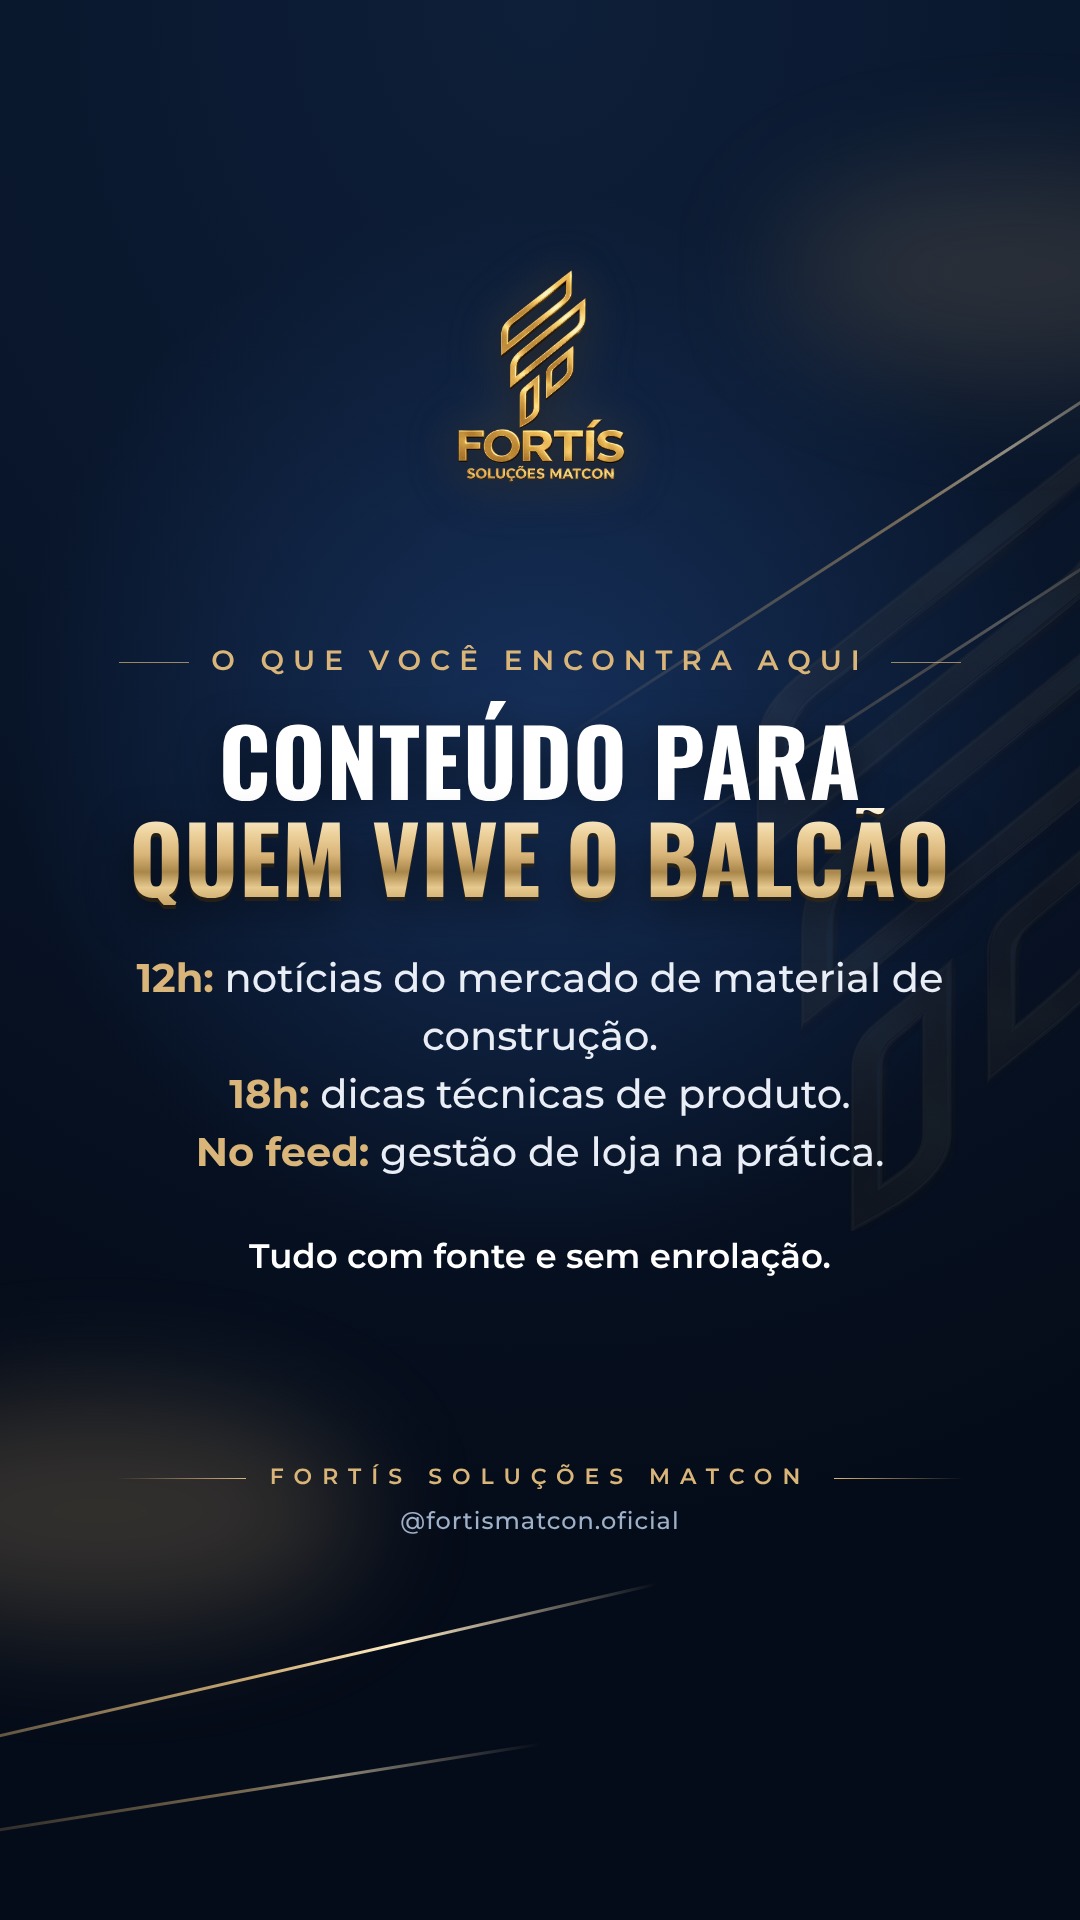 FORTÍS
SOLUÇÕES MATCON
O QUE VOCÊ ENCONTRA AQUI
CONTEÚDO PARA
QUEM VIVE O BALCÃO
12h: notícias do mercado de material de
construção.
18h: dicas técnicas de produto.
No feed: gestão de loja na prática.
Tudo com fonte e sem enrolação.
FORTÍS SOLUÇÕES MATCON
@fortismatcon.oficial